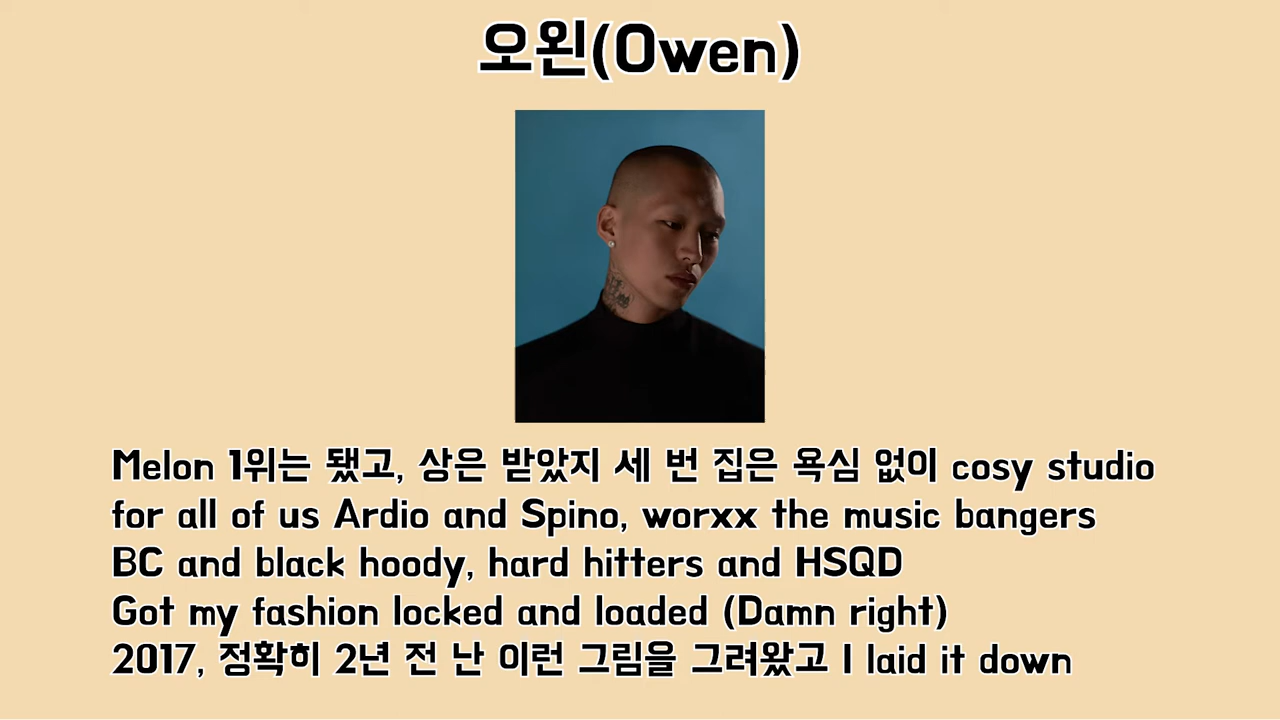 오왼(Owen)
Melon 1위는 됐고, 상은 받았지 세 번 집은 욕심 없이 cosy studio
for all of us Ardio and Spino, worxx the music bangers
BC and black hoody, hard hitters and HSQD
Got my fashion locked and loaded (Damn right)
2017, 정확히 2년 전 난 이런 그림을 그려왔고 I laid it down